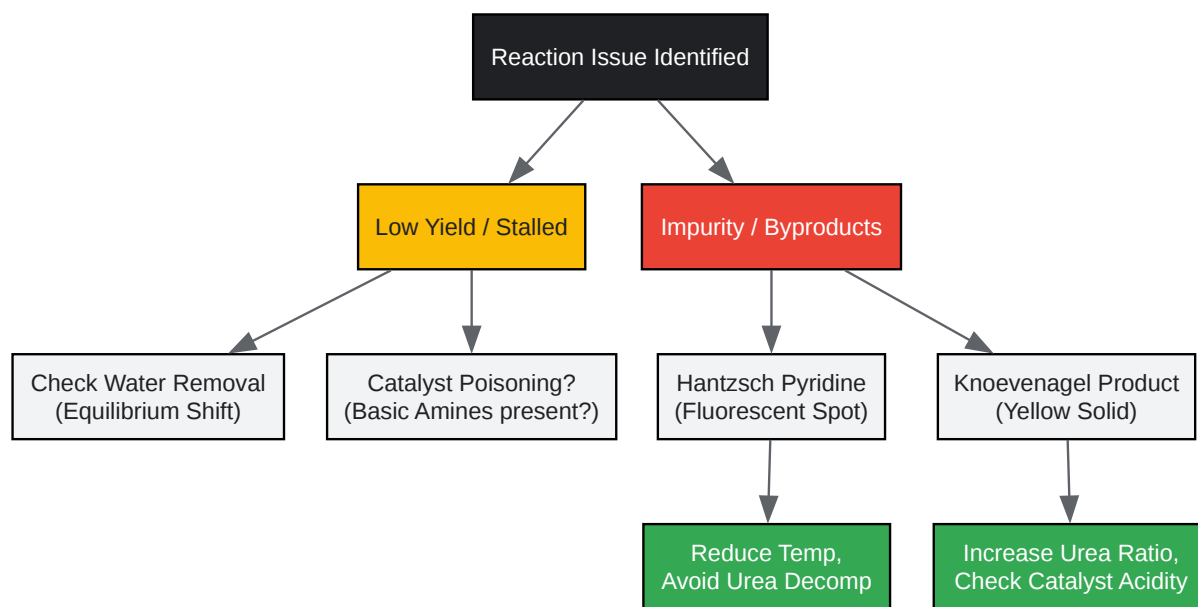 Reaction Issue Identified
Low Yield / Stalled
Impurity / Byproducts
Check Water Removal
(Equilibrium Shift)
Catalyst Poisoning?
(Basic Amines present?)
Hantzsch Pyridine
(Fluorescent Spot)
Knoevenagel Product
(Yellow Solid)
Reduce Temp,
Avoid Urea Decomp
Increase Urea Ratio,
Check Catalyst Acidity